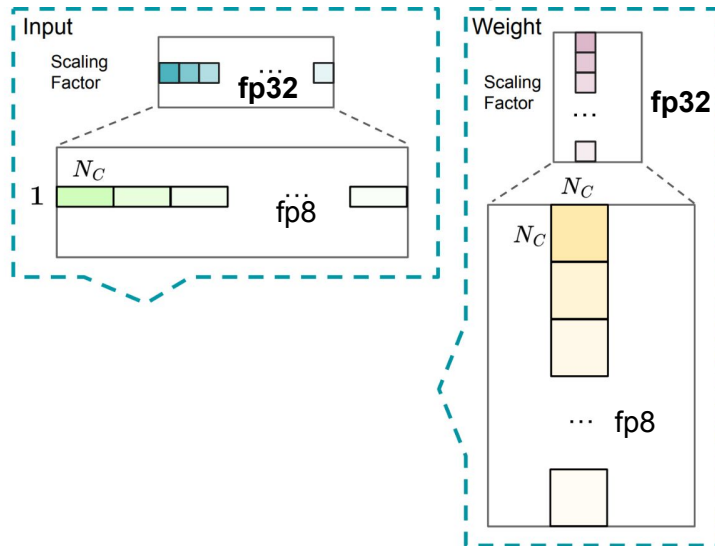 Input
Scaling
Factor
...
fp32
N_C
1
...
fp8
Weight
Scaling
Factor
...
fp32
N_C
N_C
... fp8